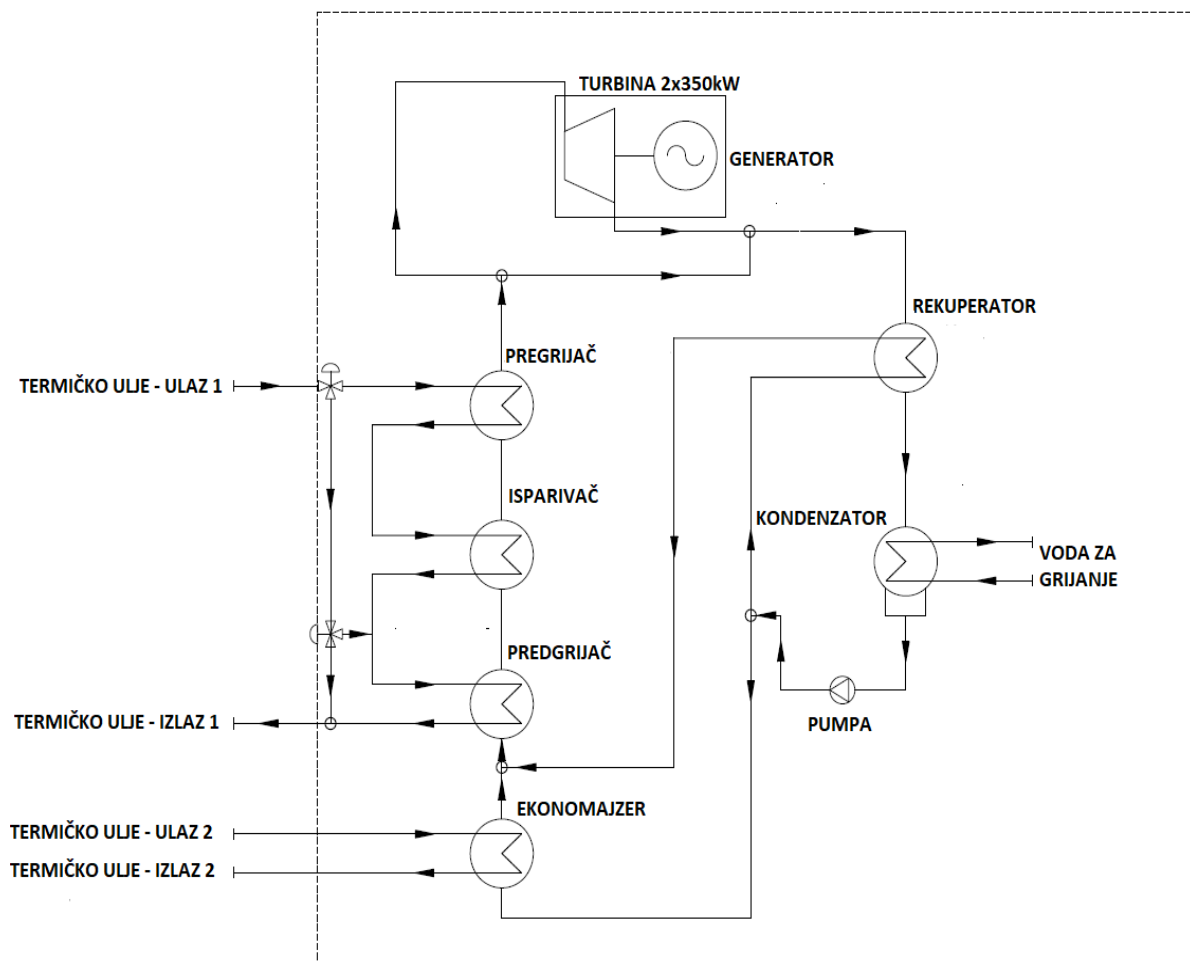 TURBINA 2x350kW
GENERATOR
REKUPERATOR
PREGRIJAČ
TERMIČKO ULJE - ULAZ 1
ISPARIVAČ
KONDENZATOR
VODA ZA
GRIJANJE
PREDGRIJAČ
TERMIČKO ULJE - IZLAZ 1
PUMPA
EKONOMAJZER
TERMIČKO ULJE - ULAZ 2
TERMIČKO ULJE - IZLAZ 2